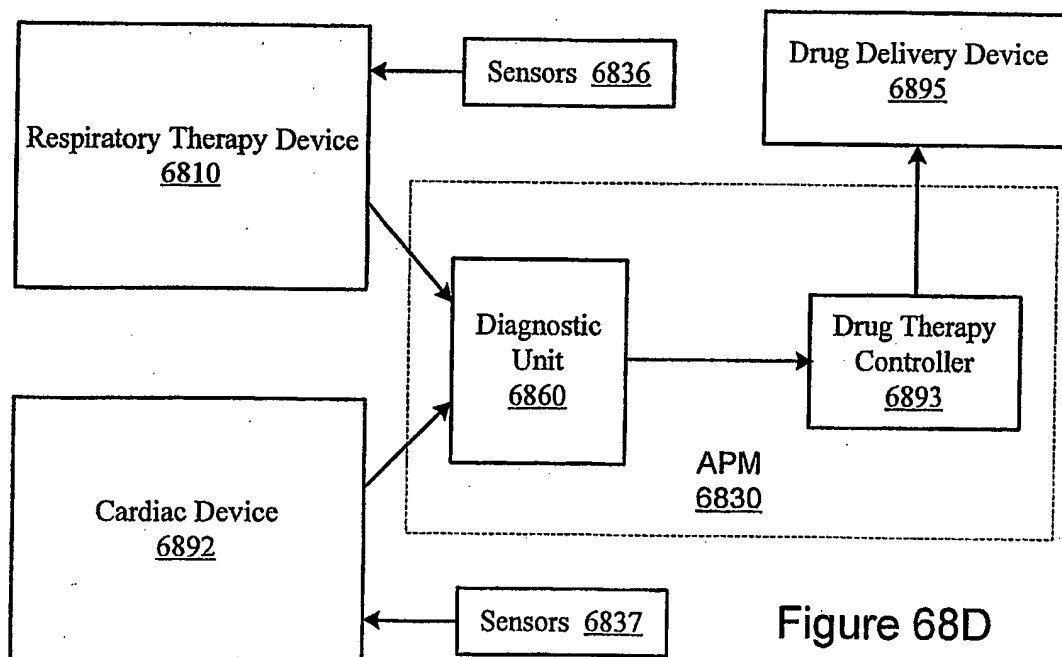 Respiratory Therapy Device
6810
Sensors 6836
Drug Delivery Device
6895
Diagnostic
Unit
6860
Drug Therapy
Controller
6893
APM
6830
Cardiac Device
6892
Sensors 6837
Figure 68D